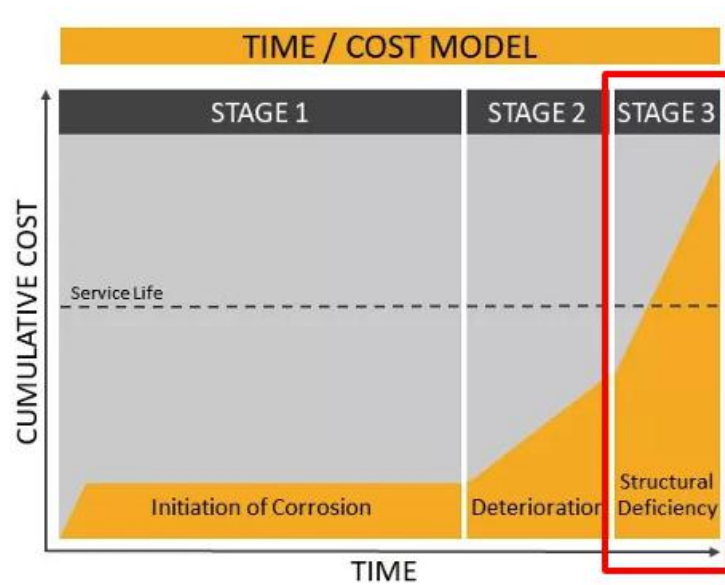 TIME / COST MODEL
STAGE 1
STAGE 2
STAGE 3
CUMULATIVE COST
Service Life
Initiation of Corrosion
Deterioration
Structural
Deficiency
TIME